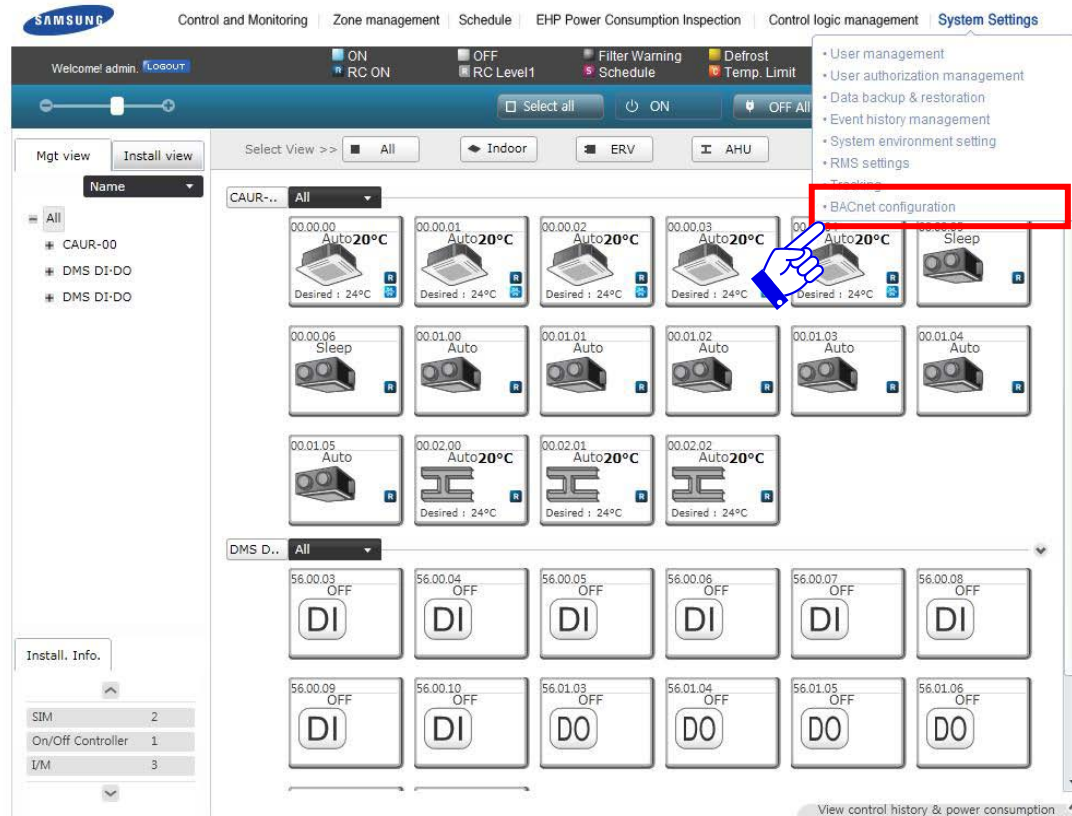 SAMSUNG
Control and Monitoring Zone management Schedule EHP Power Consumption Inspection Control logic management System Settings
Welcome! admin. LOGOUT
ON OFF Filter Warning Defrost
R RC ON RC Level1 S Schedule °C Temp. Limit
• User management
• User authorization management
• Data backup & restoration
• Event history management
• System environment setting
• RMS settings
• Tracking
• BACnet configuration
Select all ON OFF All
Mgt view Install view
Select View >> All Indoor ERV AHU
Name
All
CAUR-00
DMS DI-DO
DMS DI-DO
CAUR-.. All
00.00.00 00.00.01 00.00.02 00.00.03
Auto20°C Auto20°C Auto20°C Auto20°C Auto20°C Sleep
R R R R R R
Desired : 24°C Desired : 24°C Desired : 24°C Desired : 24°C Desired : 24°C
00.00.06 00.01.00 00.01.01 00.01.02 00.01.03 00.01.04
Sleep Auto Auto Auto Auto Auto
R R R R R R
00.01.05 00.02.00 00.02.01 00.02.02
Auto Auto20°C Auto20°C Auto20°C
R R R R
Desired : 24°C Desired : 24°C Desired : 24°C
DMS D.. All
56.00.03 56.00.04 56.00.05 56.00.06 56.00.07 56.00.08
OFF OFF OFF OFF OFF OFF
DI DI DI DI DI DI
56.00.09 56.00.10 56.01.03 56.01.04 56.01.05 56.01.06
OFF OFF OFF OFF OFF OFF
DI DI DO DO DO DO
Install. Info.
SIM 2
On/Off Controller 1
I/M 3
View control history & power consumption